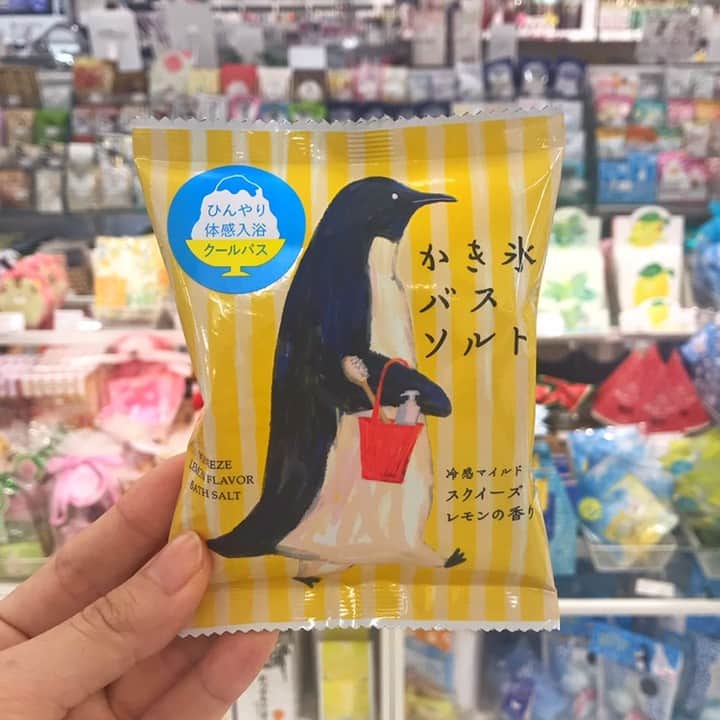 ひんやり
体感入浴
クールバス
かき氷
バス
ソルト
FLAVOR
BATH SALT
冷感マイルド
スクイーズ
レモンの香り